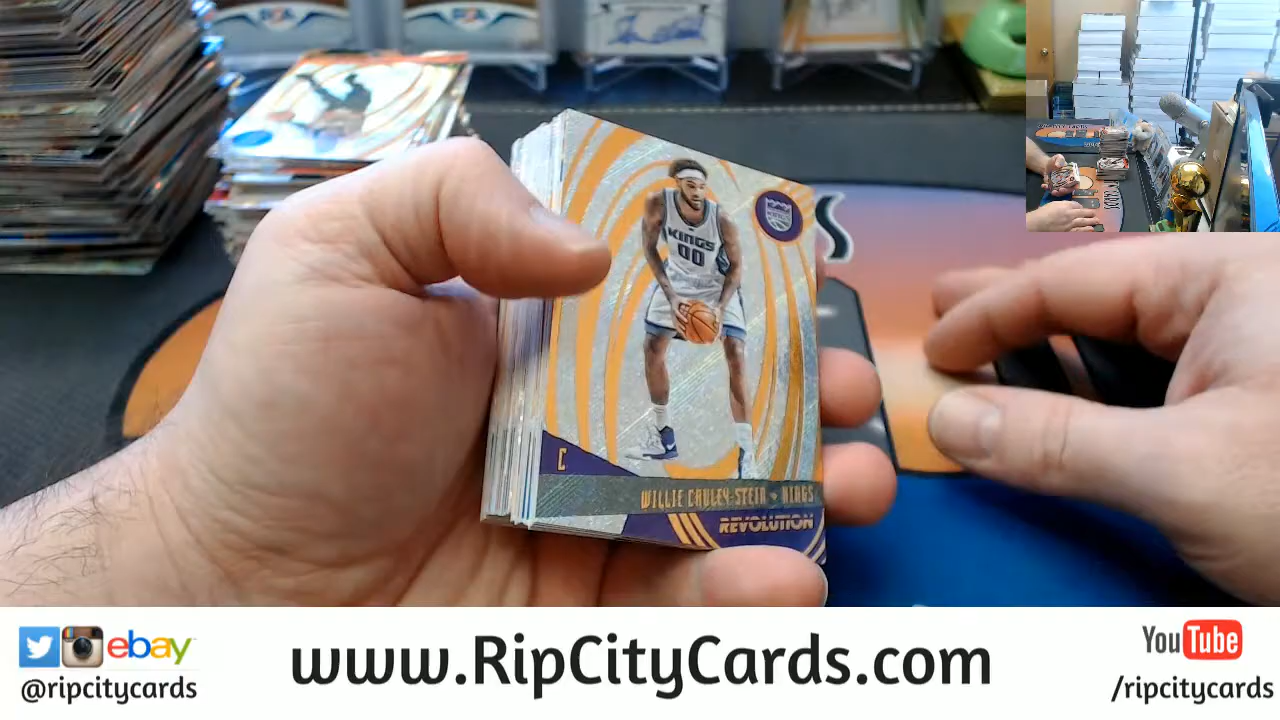 S
KINGS
00
C
WILLIE CAULEY-STEIN • KINGS
REVOLUTION
ebay
@ripcitycards
www.RipCityCards.com
YouTube
/ripcitycards